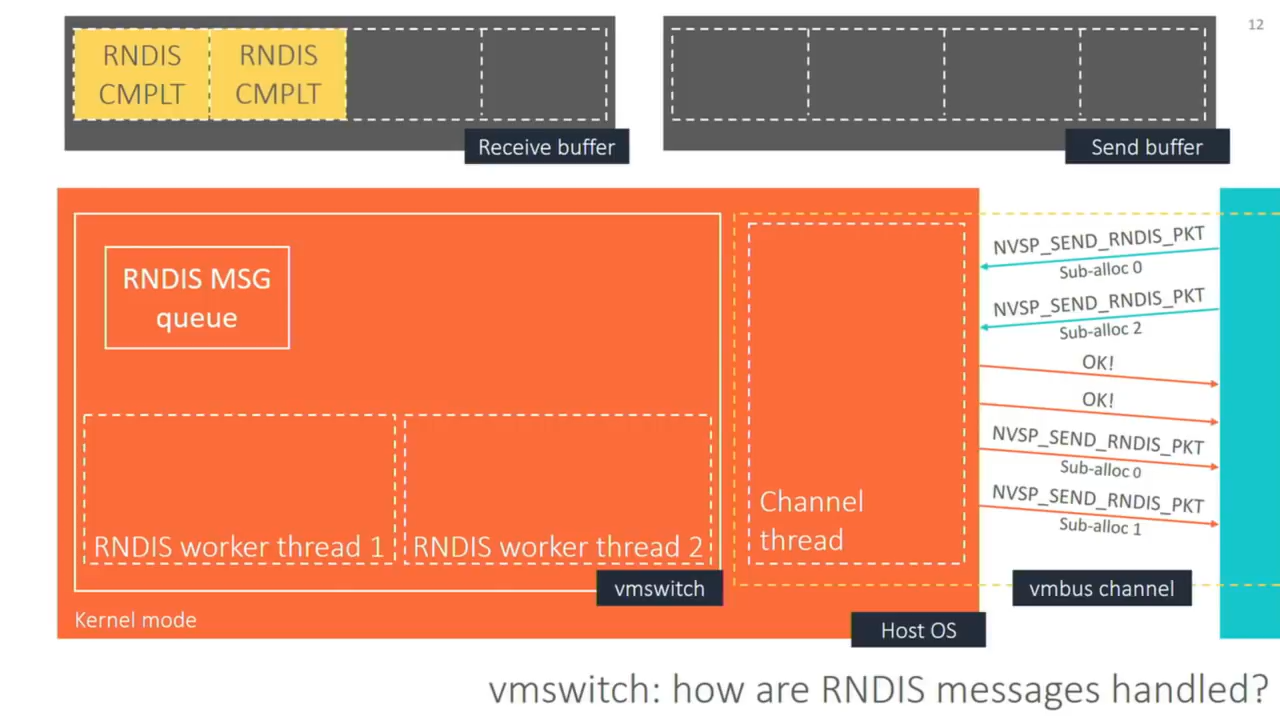 12
RNDIS
CMPLT
RNDIS
CMPLT
Receive buffer
Send buffer
RNDIS MSG
queue
RNDIS worker thread 1
RNDIS worker thread 2
vmswitch
Kernel mode
Channel
thread
Host OS
NVSP_SEND_RNDIS_PKT
Sub-alloc 0
NVSP_SEND_RNDIS_PKT
Sub-alloc 2
OK!
OK!
NVSP_SEND_RNDIS_PKT
Sub-alloc 0
NVSP_SEND_RNDIS_PKT
Sub-alloc 1
vmbus channel
vmswitch: how are RNDIS messages handled?